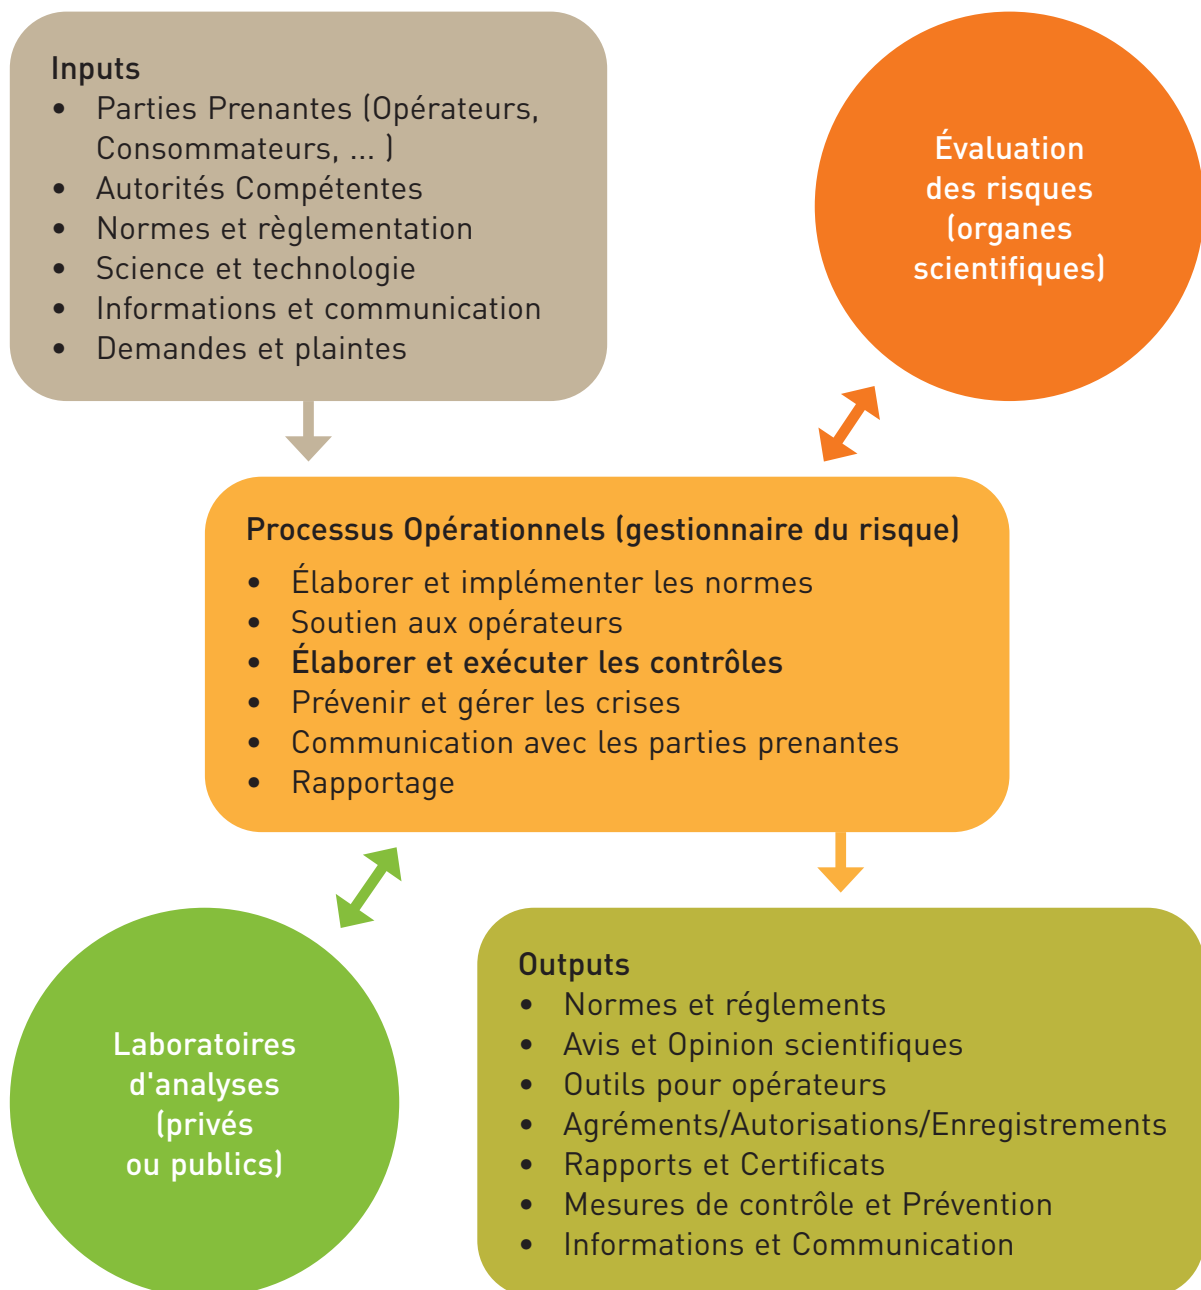 Inputs
• Parties Prenantes (Opérateurs,
Consommateurs, ... )
• Autorités Compétentes
• Normes et règlementation
• Science et technologie
• Informations et communication
• Demandes et plaintes
Évaluation
des risques
(organes
scientifiques)
Processus Opérationnels (gestionnaire du risque)
• Élaborer et implémenter les normes
• Soutien aux opérateurs
• Élaborer et exécuter les contrôles
• Prévenir et gérer les crises
• Communication avec les parties prenantes
• Rapportage
Laboratoires
d'analyses
(privés
ou publics)
Outputs
• Normes et réglements
• Avis et Opinion scientifiques
• Outils pour opérateurs
• Agréments/Autorisations/Enregistrements
• Rapports et Certificats
• Mesures de contrôle et Prévention
• Informations et Communication